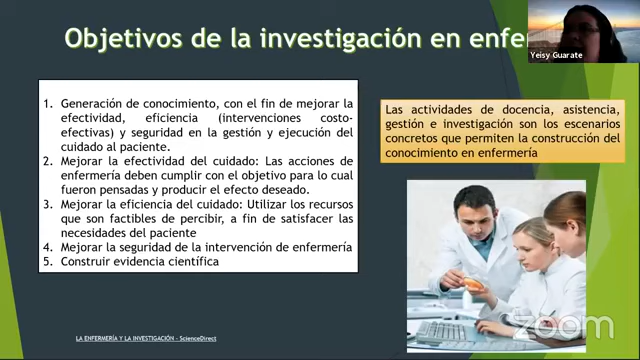 Objetivos de la investigación en enfer
Yeisy Guarate
1. Generación de conocimiento, con el fin de mejorar la
efectividad, eficiencia (intervenciones costo-
efectivas) y seguridad en la gestión y ejecución del
cuidado al paciente.
2. Mejorar la efectividad del cuidado: Las acciones de
enfermería deben cumplir con el objetivo para lo cual
fueron pensadas y producir el efecto deseado.
3. Mejorar la eficiencia del cuidado: Utilizar los recursos
que son factibles de percibir, a fin de satisfacer las
necesidades del paciente
4. Mejorar la seguridad de la intervención de enfermería
5. Construir evidencia científica
Las actividades de docencia, asistencia,
gestión e investigación son los escenarios
concretos que permiten la construcción del
conocimiento en enfermería
zoom
LA ENFERMERÍA Y LA INVESTIGACIÓN - ScienceDirect